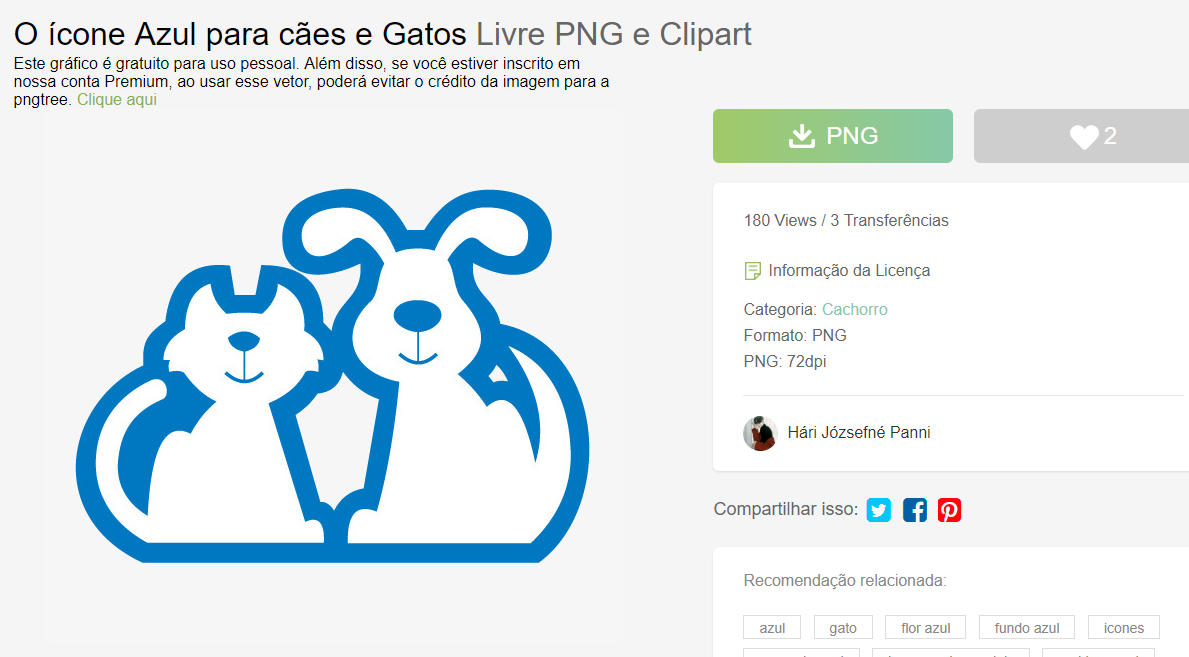 O ícone Azul para cães e Gatos Livre PNG e Clipart
Este gráfico é gratuito para uso pessoal. Além disso, se você estiver inscrito em
nossa conta Premium, ao usar esse vetor, poderá evitar o crédito da imagem para a
pngtree. Clique aqui
PNG
2
180 Views / 3 Transferências
Informação da Licença
Categoria: Cachorro
Formato: PNG
PNG: 72dpi
Hári Józsefné Panni
Compartilhar isso:
Recomendação relacionada:
azul
gato
flor azul
fundo azul
icones